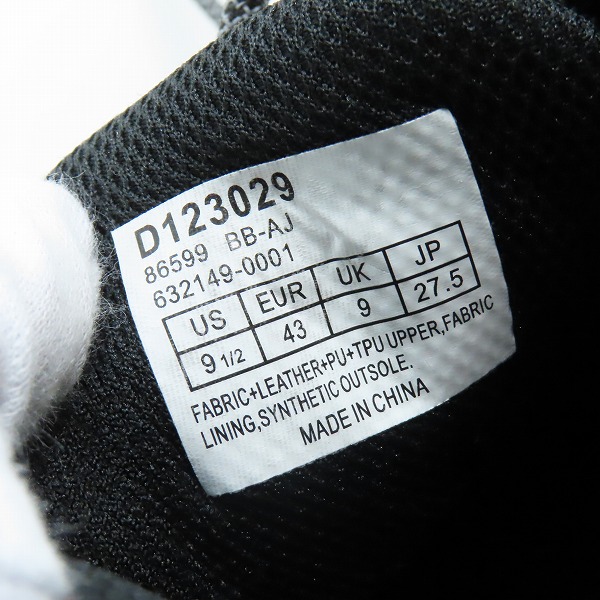 D123029
86599 BB-AJ
632149-0001
US EUR UK JP
9 1/2 43 9 27.5
FABRIC+LEATHER+PU+TPU UPPER,FABRIC
LINING,SYNTHETIC OUTSOLE.
MADE IN CHINA